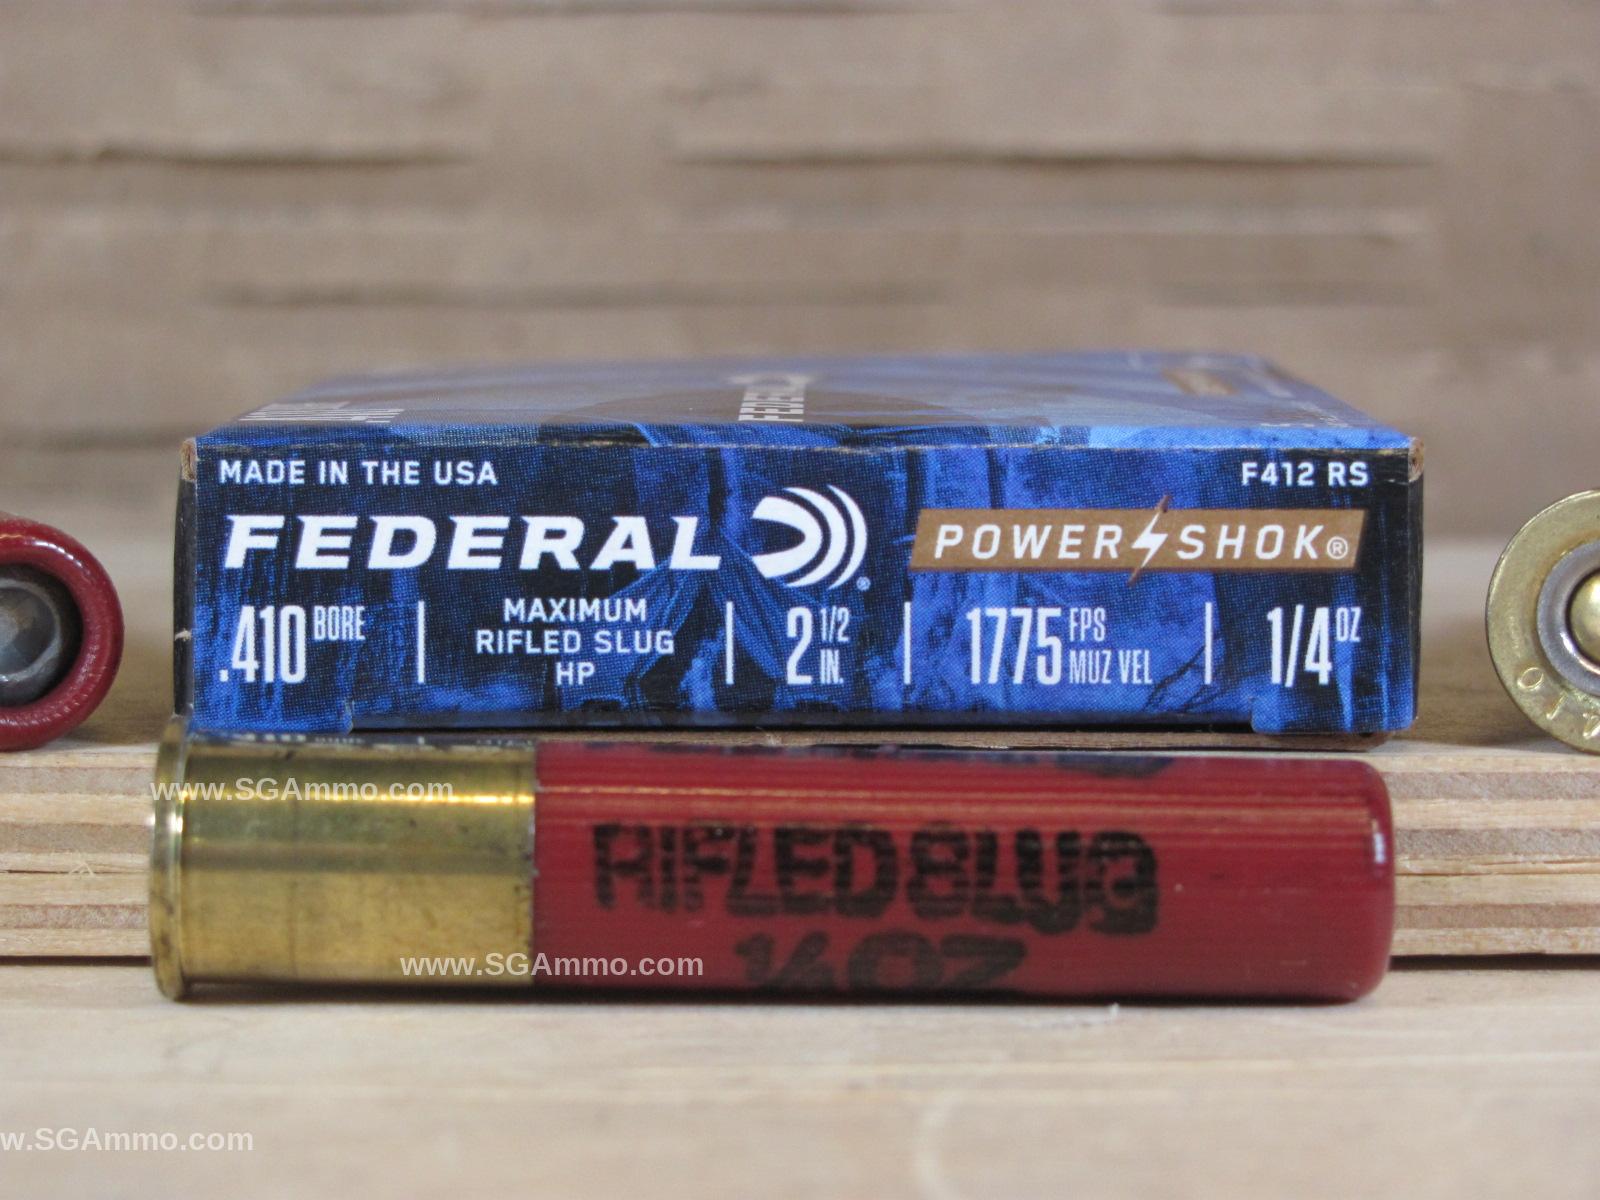 FEDERAL
MADE IN THE USA
F412 RS
FEDERAL®
POWER SHOK®
.410 BORE
MAXIMUM
RIFLED SLUG
HP
2 1/2 IN.
1775 FPS MUZ VEL
1/4 OZ
www.SGAmmo.com
RIFLED SLUG
1/4 OZ
www.SGAmmo.com
w.SGAmmo.com